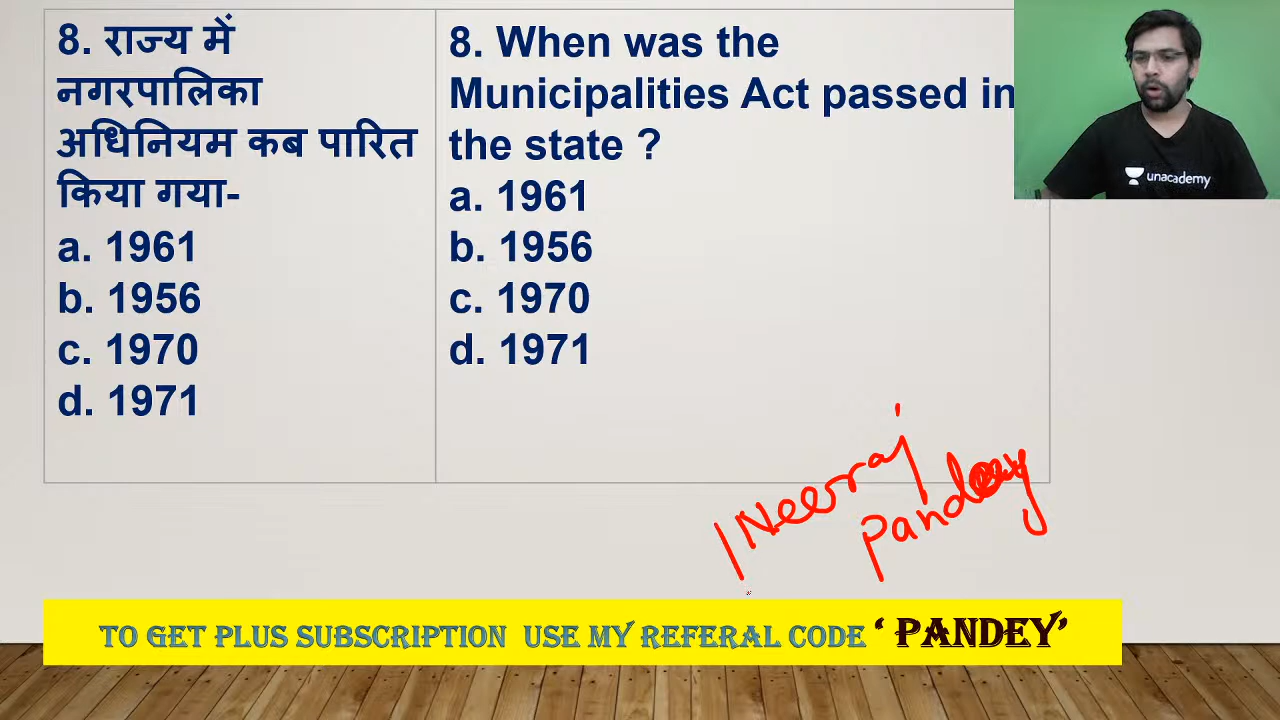 8. राज्य में
नगरपालिका
अधिनियम कब पारित
किया गया-
a. 1961
b. 1956
c. 1970
d. 1971
8. When was the
Municipalities Act passed in
the state ?
a. 1961
b. 1956
c. 1970
d. 1971
unacademy
Neeraj
Pandey
TO GET PLUS SUBSCRIPTION USE MY REFERAL CODE ‘ PANDEY’